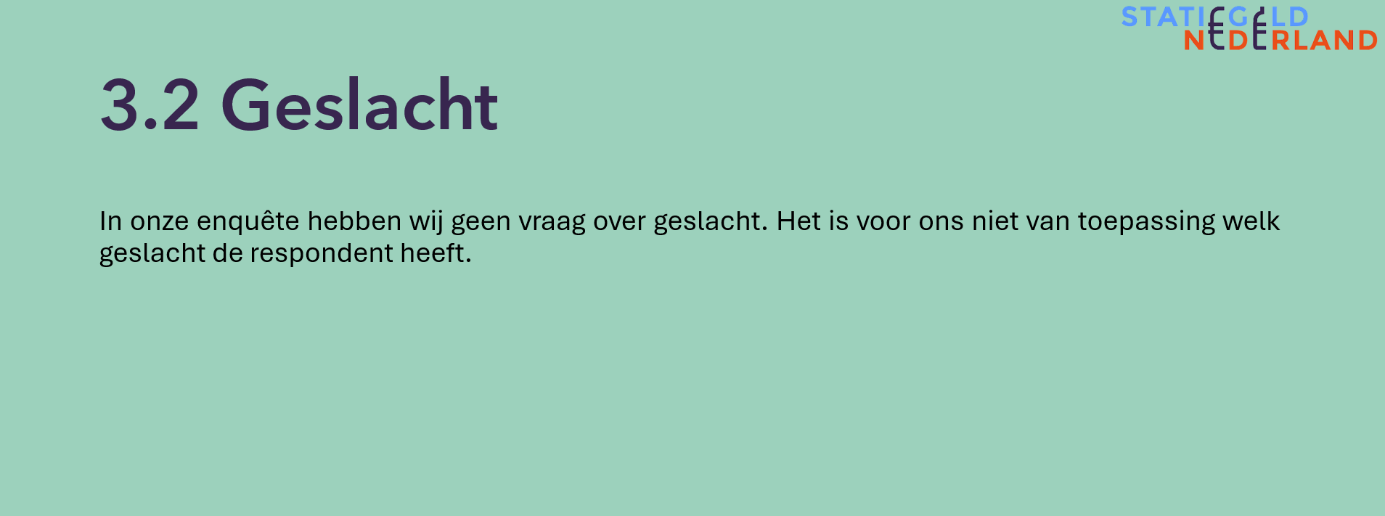 STATIEGELD
NEDERLAND
3.2 Geslacht
In onze enquête hebben wij geen vraag over geslacht. Het is voor ons niet van toepassing welk
geslacht de respondent heeft.